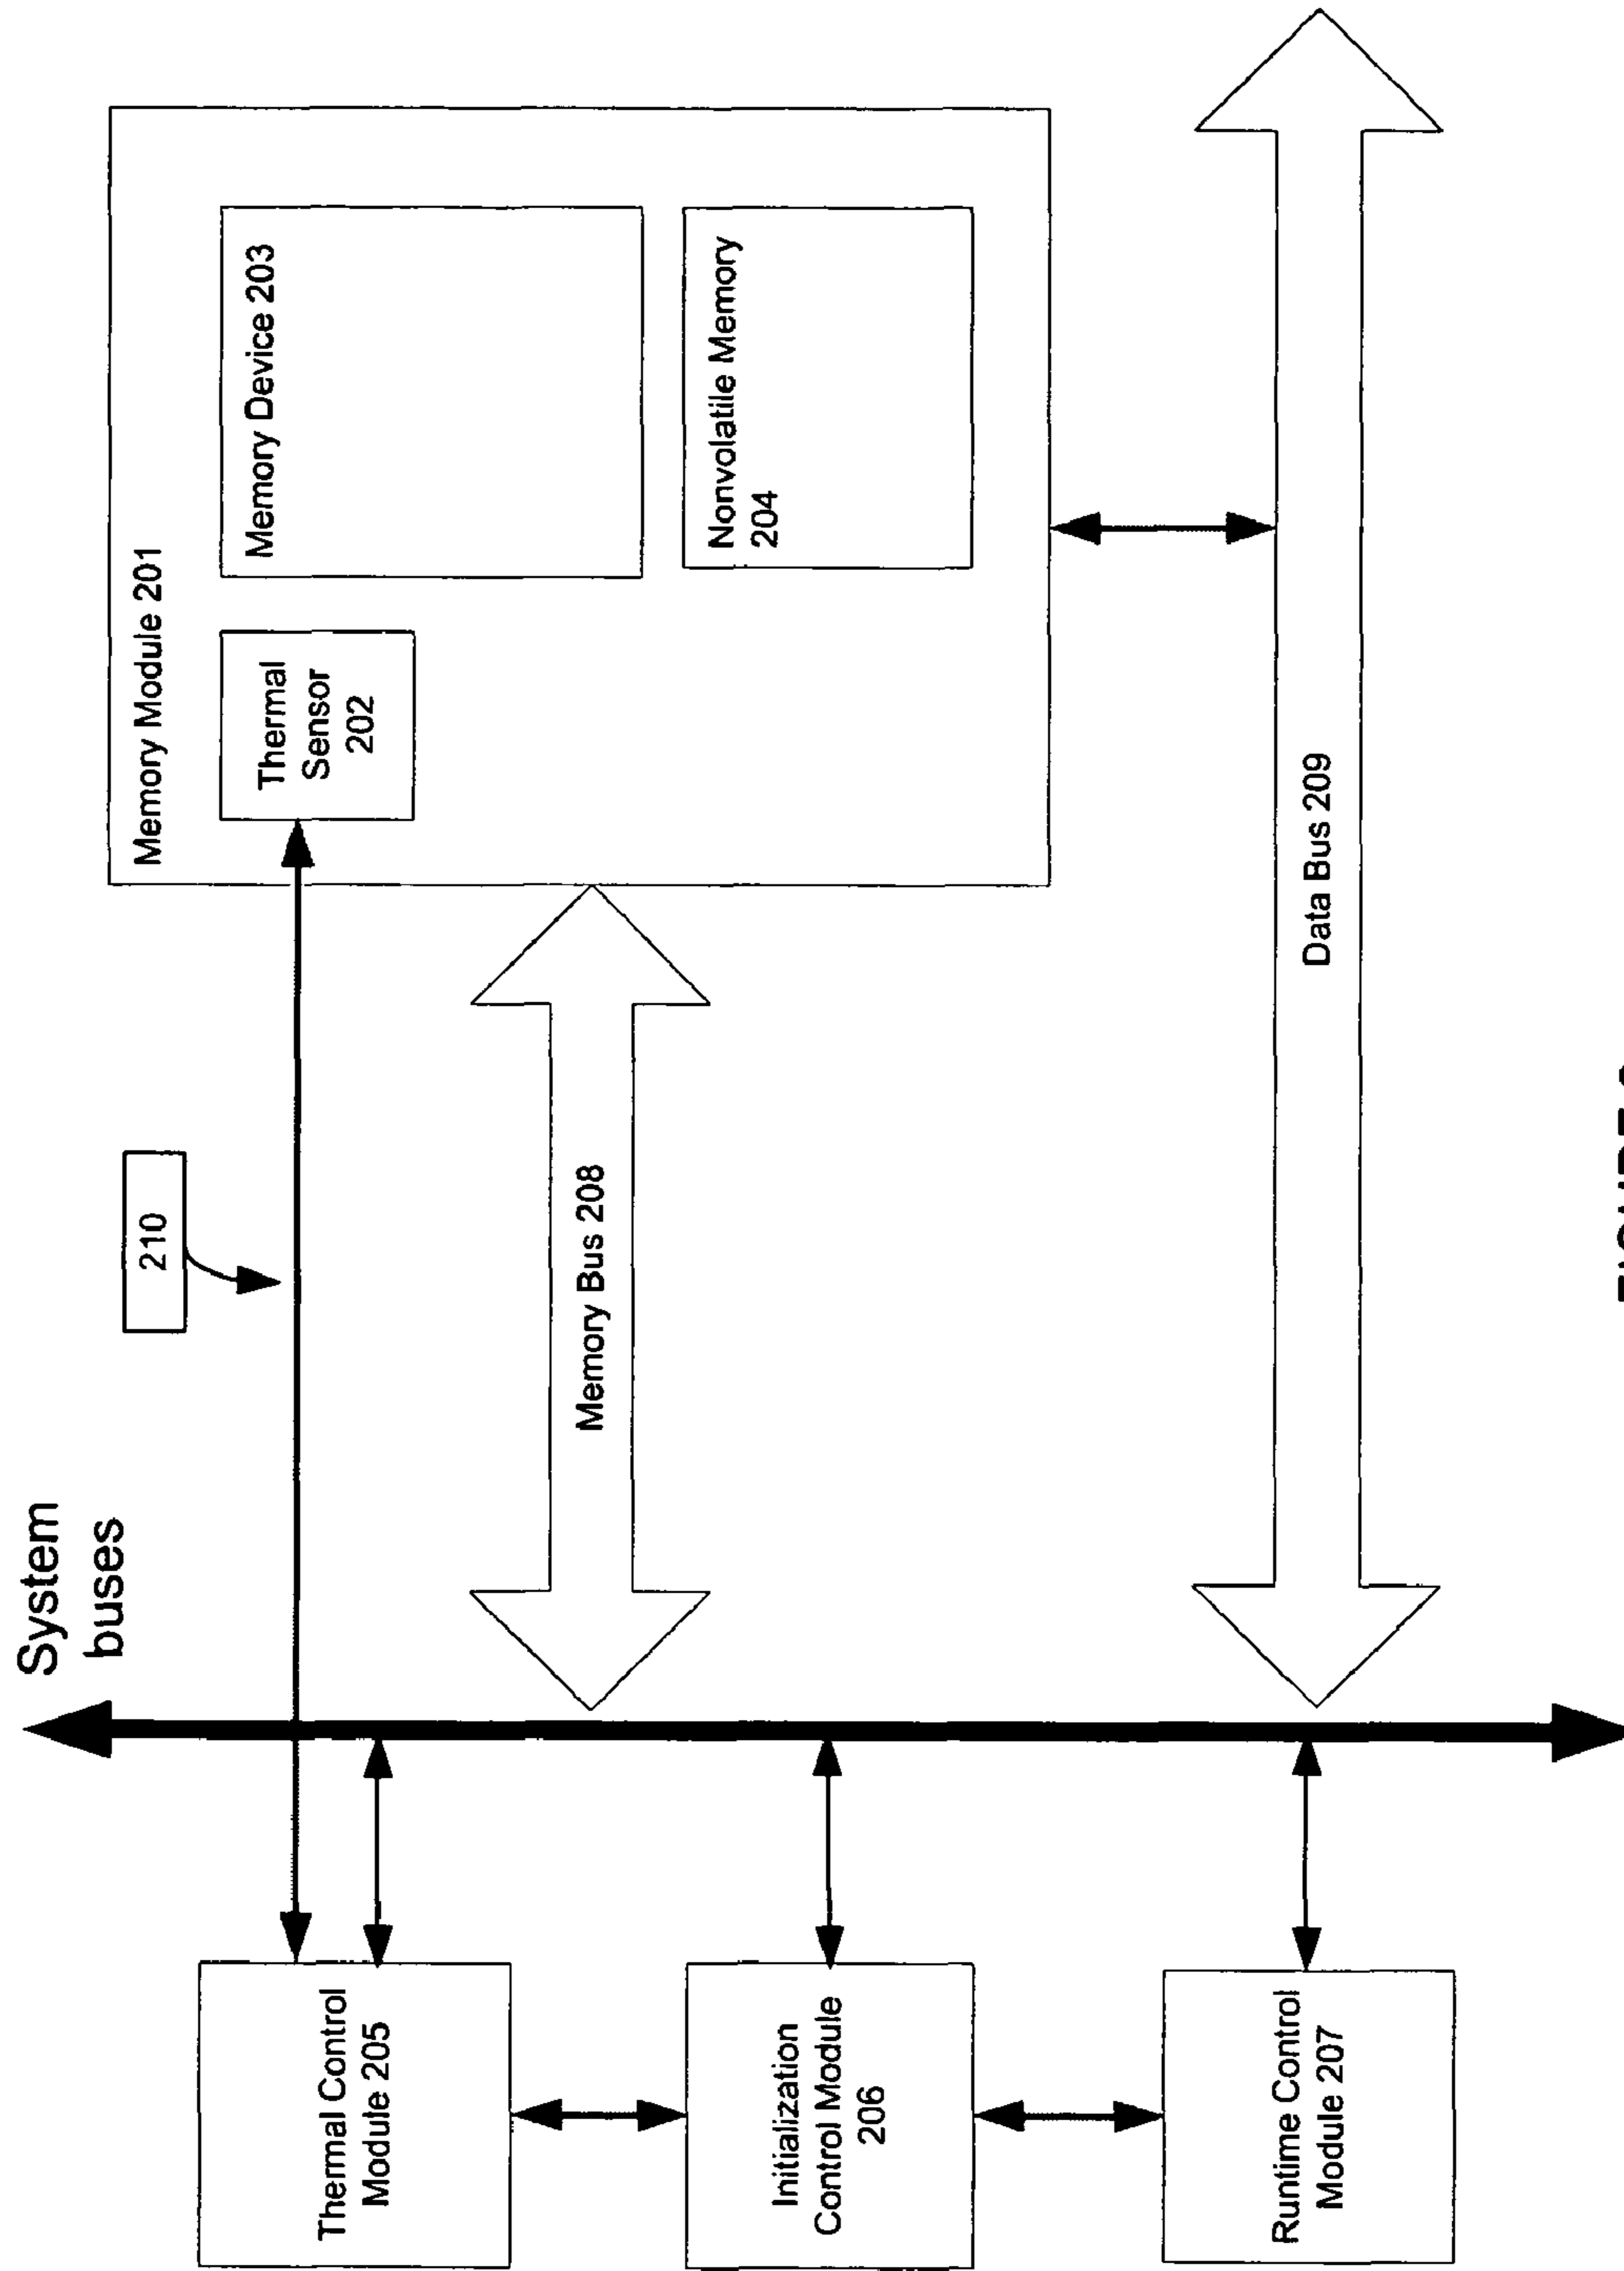 System
buses
210
Memory Module 201
Thermal
Sensor
202
Memory Device 203
Nonvolatile Memory
204
Thermal Control
Module 205
Memory Bus 208
Initialization
Control Module
206
Runtime Control
Module 207
Data Bus 209